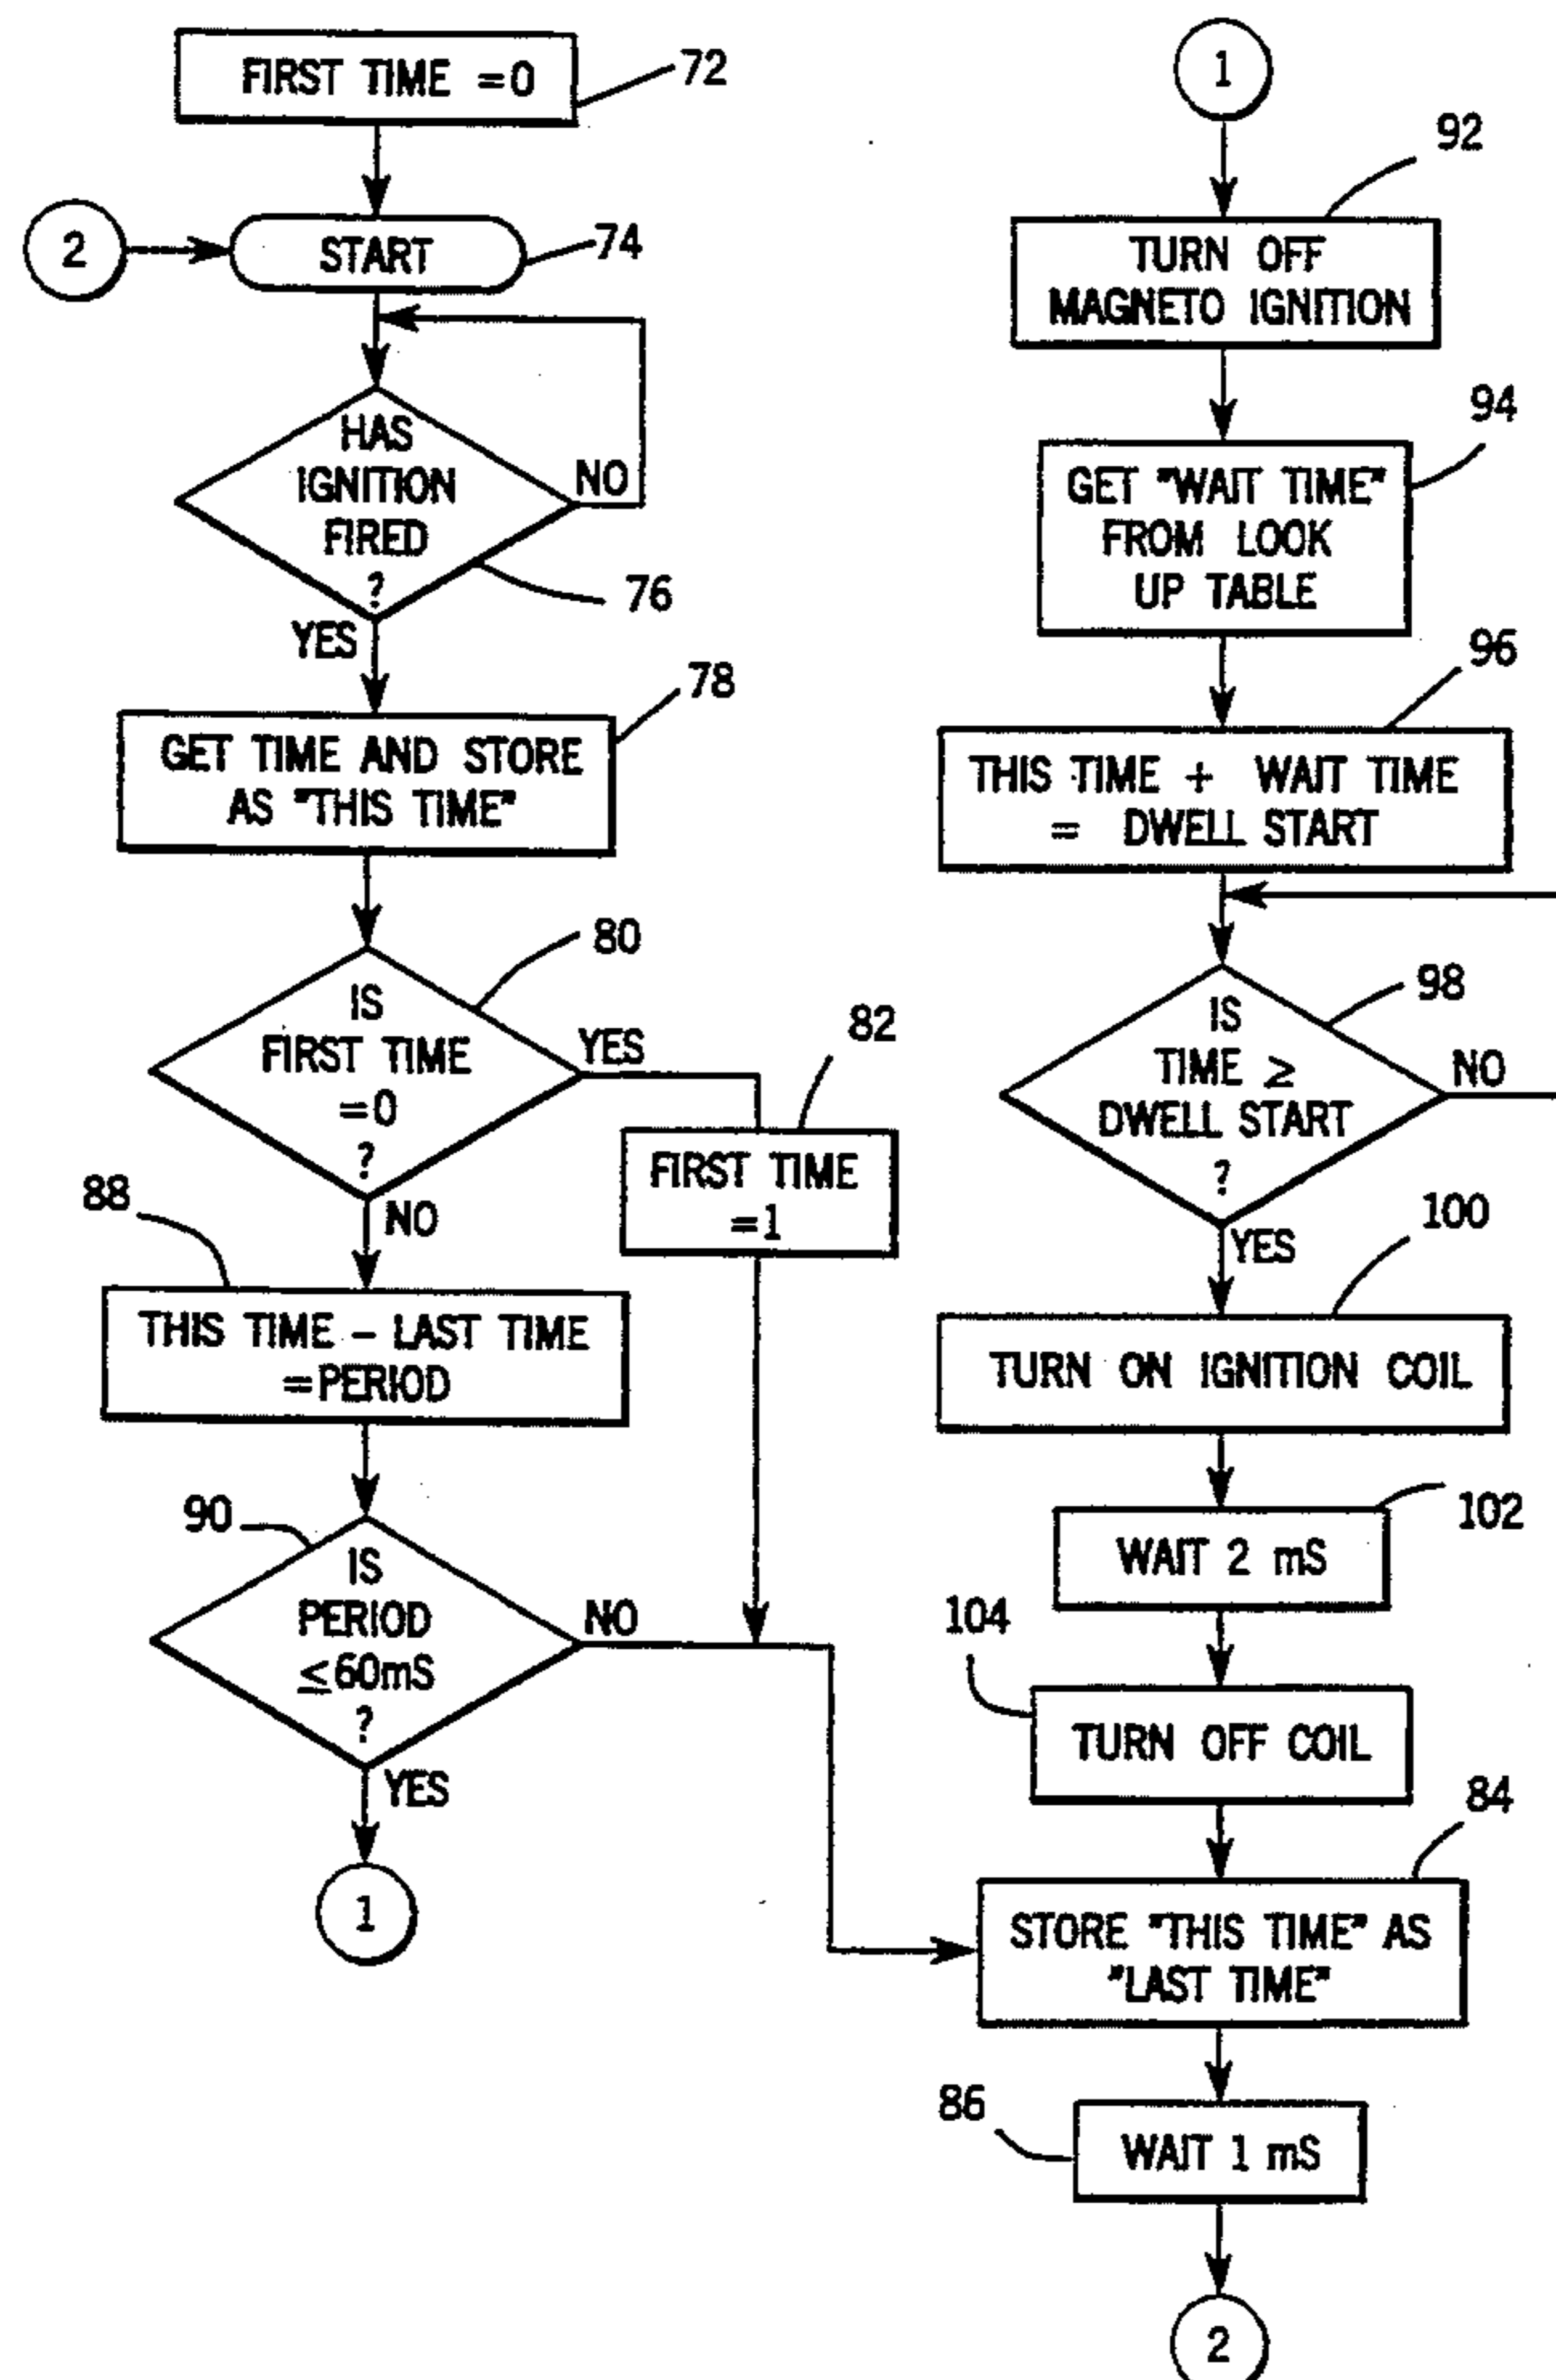 FIRST TIME =0
72
2
START
74
HAS
IGNITION
FIRED
?
NO
76
YES
78
GET TIME AND STORE
AS "THIS TIME"
80
IS
FIRST TIME
=0
?
YES
82
FIRST TIME
=1
88
NO
THIS TIME - LAST TIME
=PERIOD
90
IS
PERIOD
≤60mS
?
NO
YES
1
1
92
TURN OFF
MAGNETO IGNITION
94
GET "WAIT TIME"
FROM LOOK
UP TABLE
96
THIS TIME + WAIT TIME
= DWELL START
98
IS
TIME ≥
DWELL START
?
NO
YES
100
TURN ON IGNITION COIL
102
WAIT 2 mS
104
TURN OFF COIL
84
STORE "THIS TIME" AS
"LAST TIME"
86
WAIT 1 mS
2